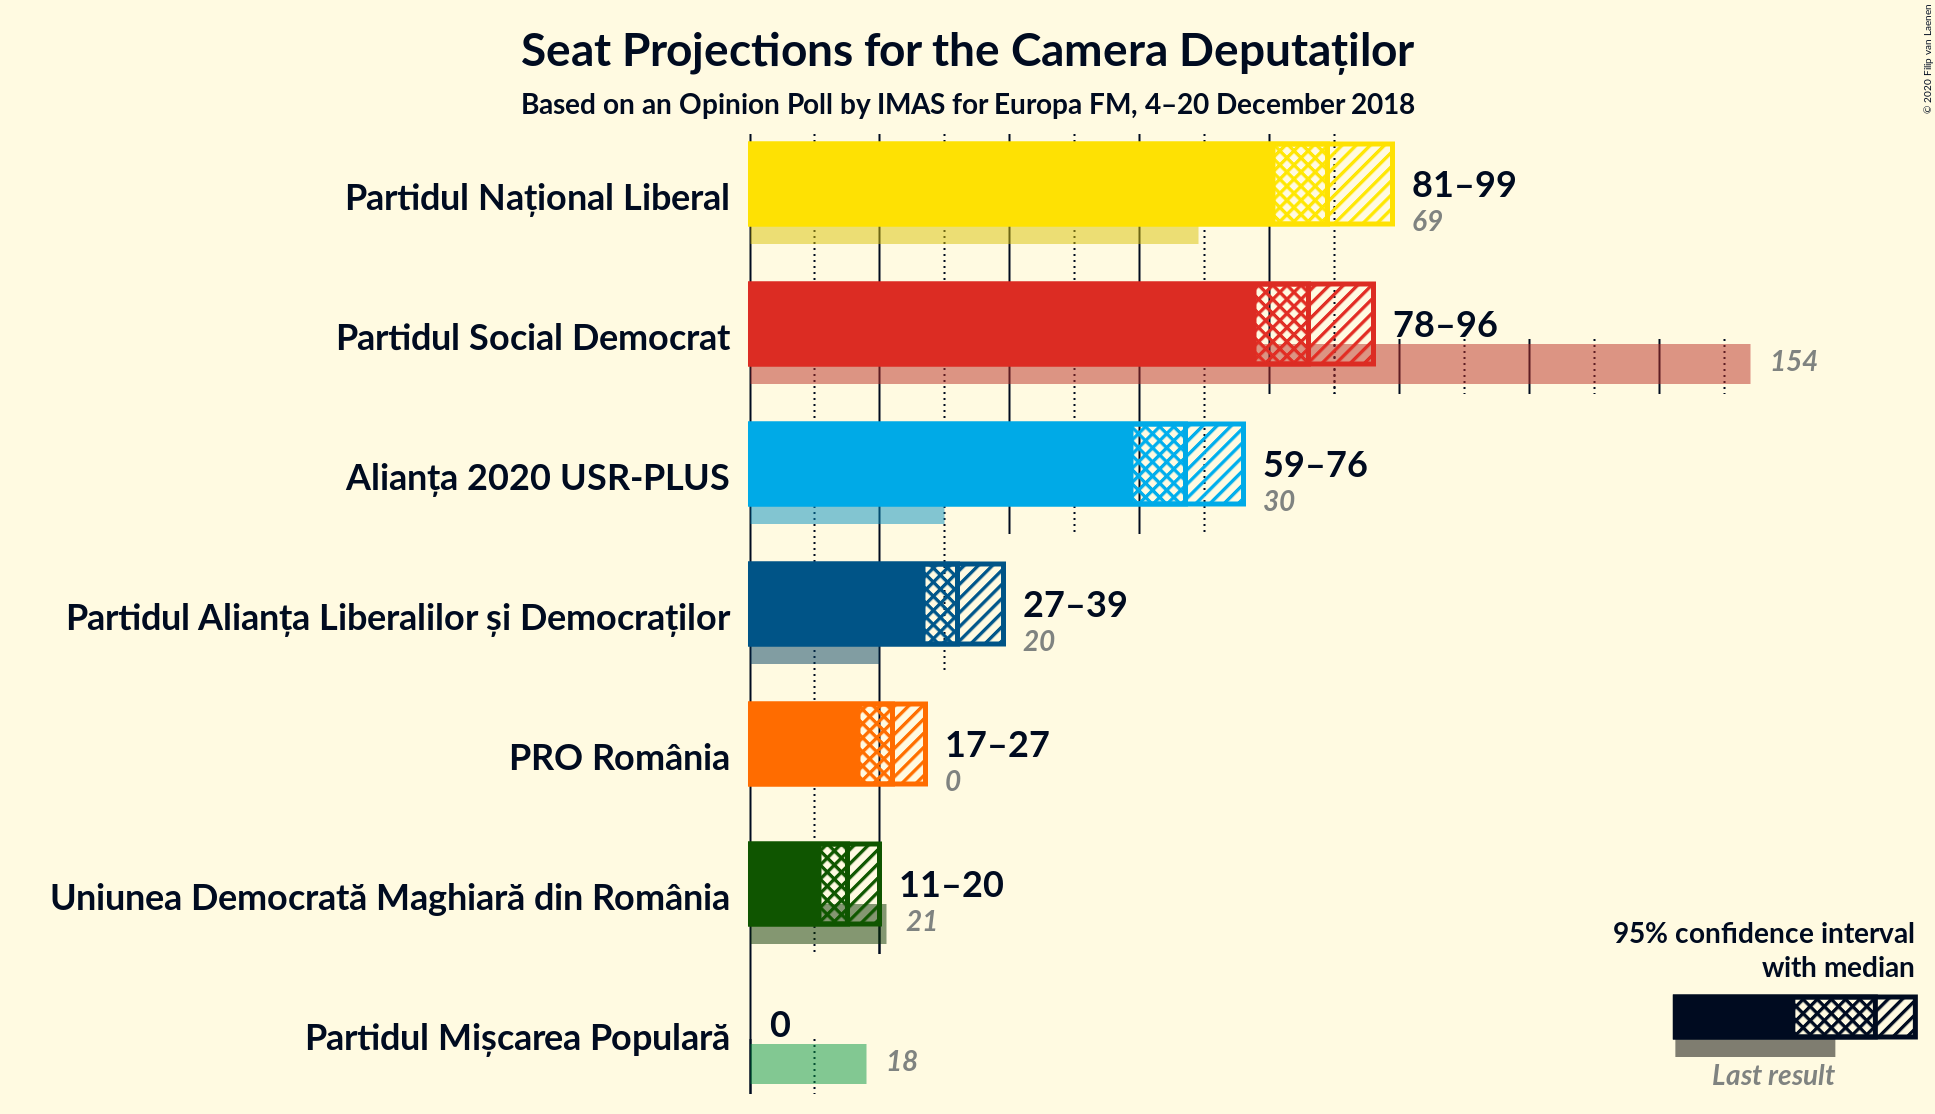 Seat Projections for the Camera Deputaților
Based on an Opinion Poll by IMAS for Europa FM, 4–20 December 2018
© 2020 Filip van Laenen
Partidul Național Liberal
81–99
69
Partidul Social Democrat
78–96
154
Alianța 2020 USR-PLUS
59–76
30
Partidul Alianța Liberalilor și Democraților
27–39
20
PRO România
17–27
0
Uniunea Democrată Maghiară din România
11–20
21
Partidul Mișcarea Populară
0
18
95% confidence interval
with median
Last result